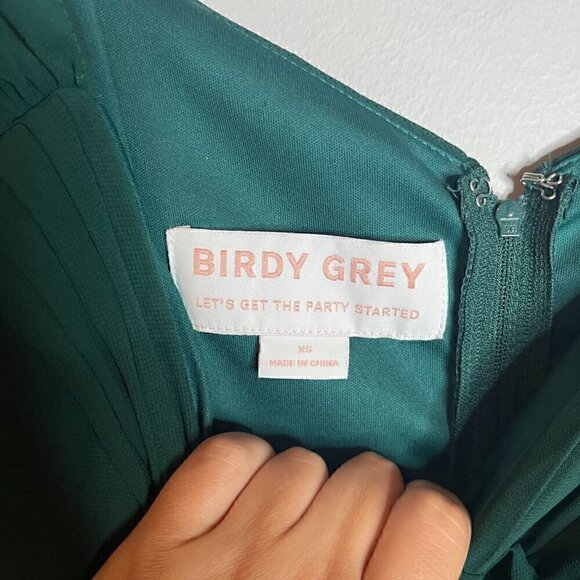 BIRDY GREY
LET'S GET THE PARTY STARTED
XS
MADE IN CHINA